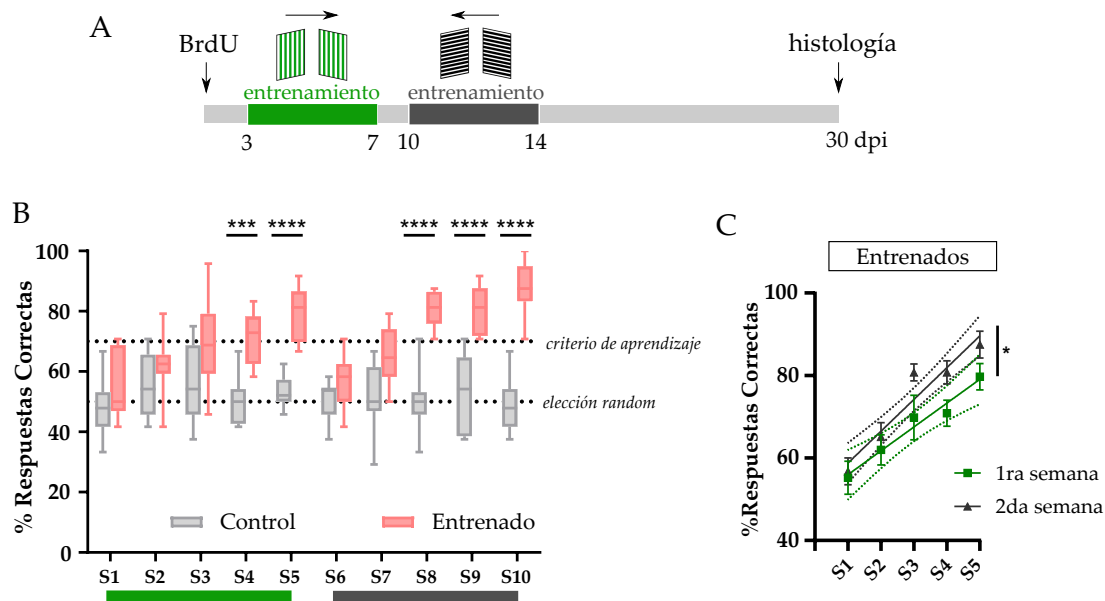 A
BrdU
histología
entrenamiento
entrenamiento
3
7
10
14
30 dpi
B
*** **** **** **** ****
% Respuestas Correctas
100
80
60
40
20
0
criterio de aprendizaje
elección random
Control
Entrenado
S1 S2 S3 S4 S5 S6 S7 S8 S9 S10
C
Entrenados
%Respuestas Correctas
100
80
60
40
*
1ra semana
2da semana
S1 S2 S3 S4 S5